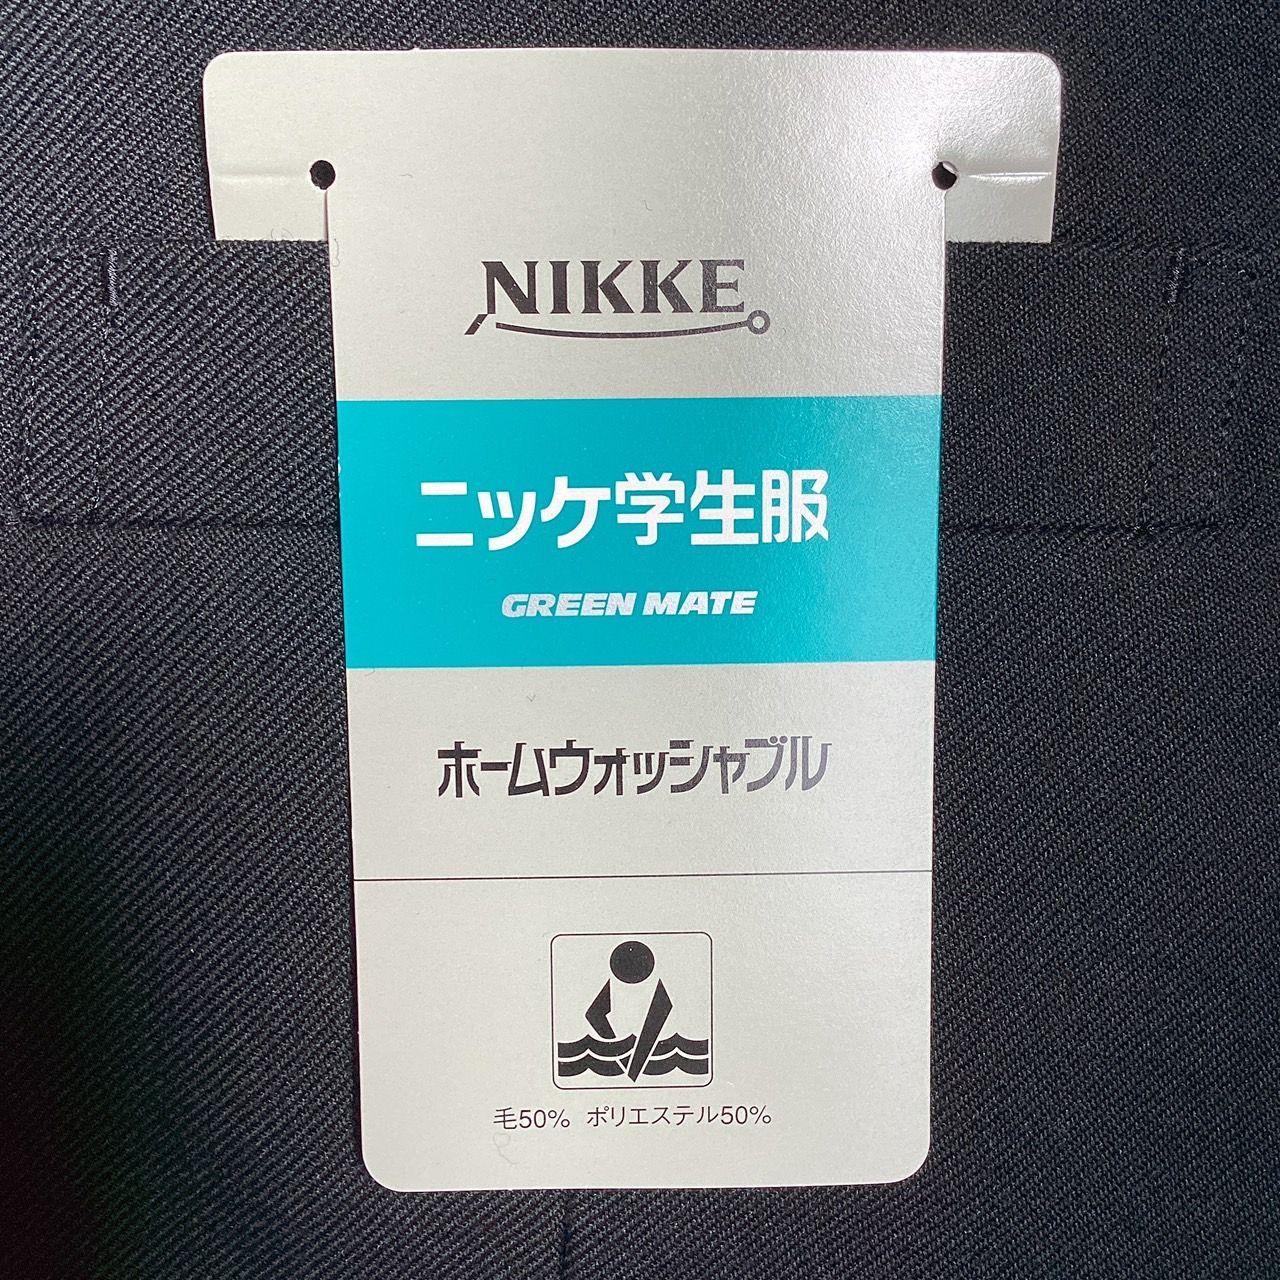 NIKKE
ニッケ学生服
GREEN MATE
ホームウォッシャブル
毛50% ポリエステル50%